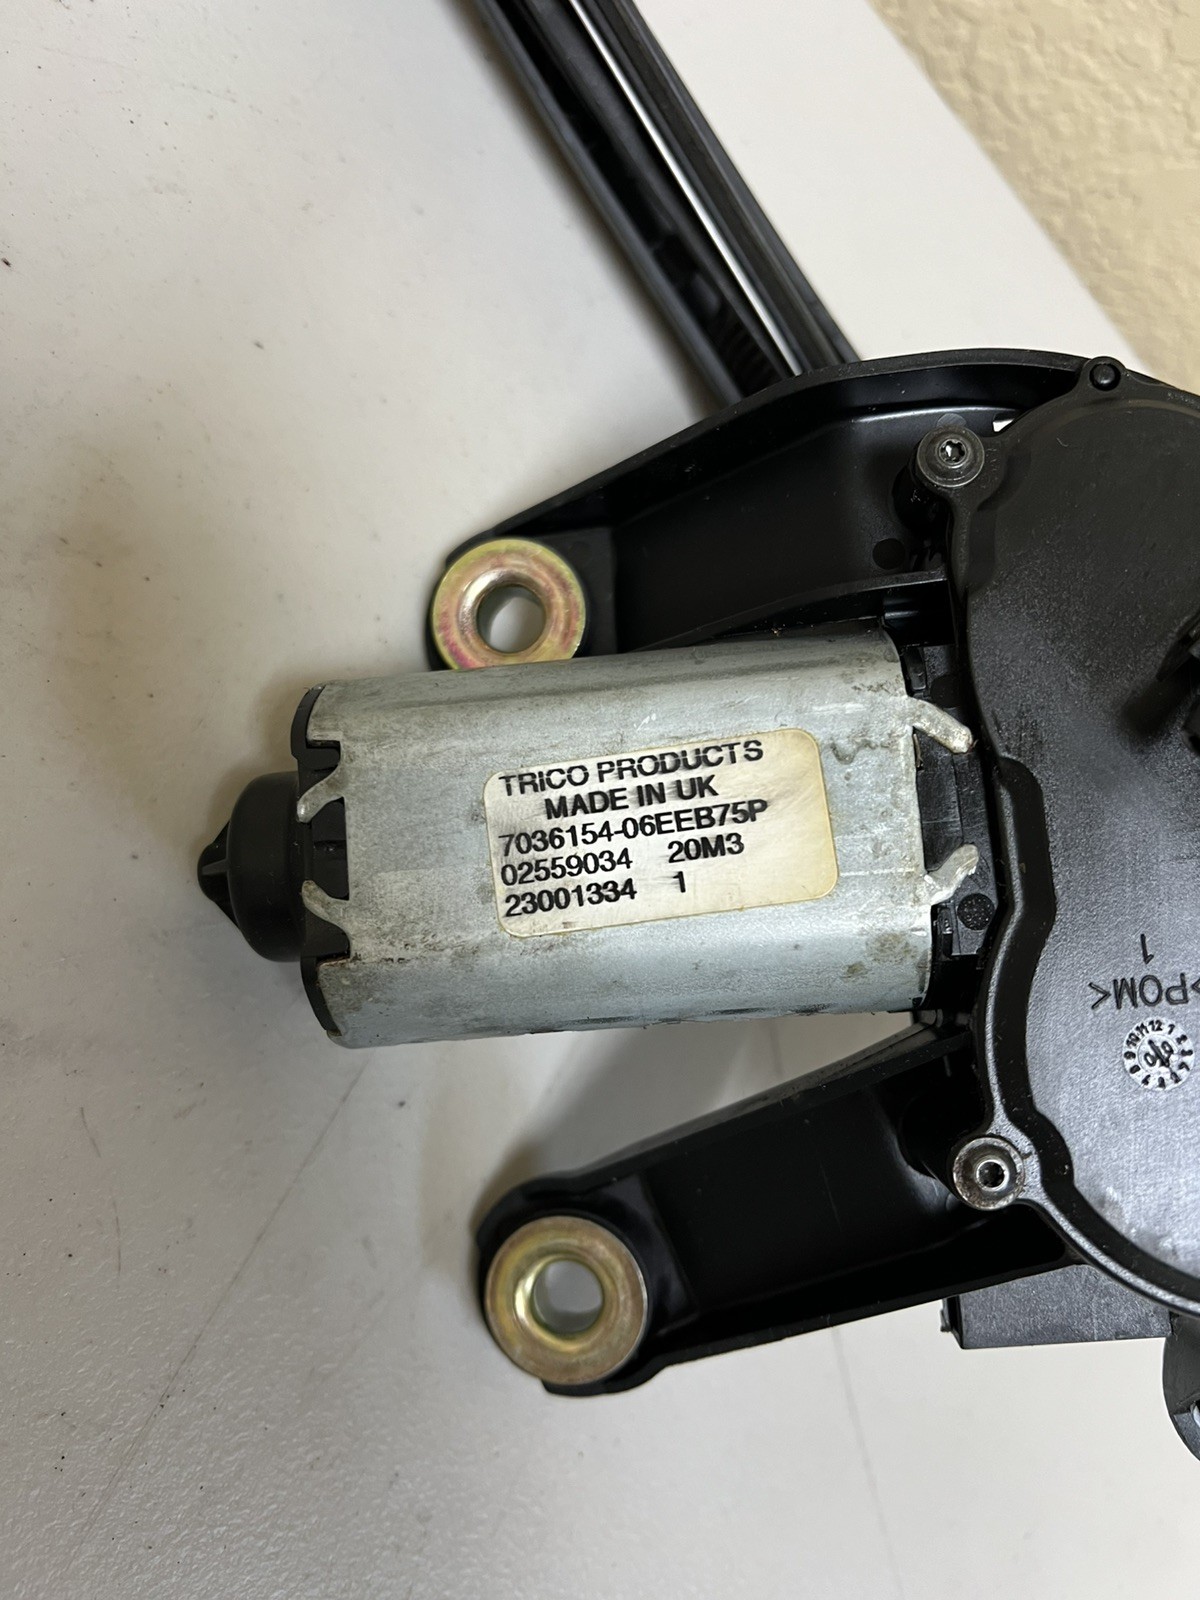 TRICO PRODUCTS
MADE IN UK
7036154-06EEB75P
02559034 20M3
23001334 1
>POM<
1